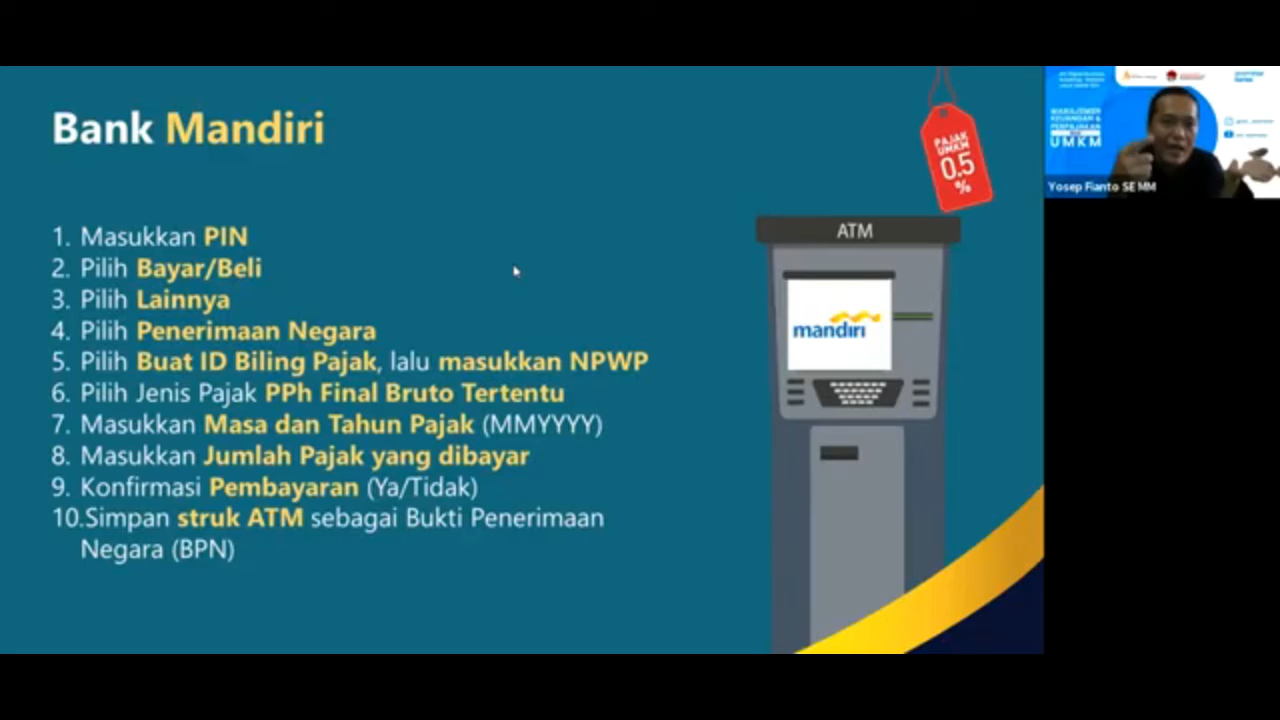 Bank Mandiri
1. Masukkan PIN
2. Pilih Bayar/Beli
3. Pilih Lainnya
4. Pilih Penerimaan Negara
5. Pilih Buat ID Biling Pajak, lalu masukkan NPWP
6. Pilih Jenis Pajak PPh Final Bruto Tertentu
7. Masukkan Masa dan Tahun Pajak (MMYYYY)
8. Masukkan Jumlah Pajak yang dibayar
9. Konfirmasi Pembayaran (Ya/Tidak)
10.Simpan struk ATM sebagai Bukti Penerimaan
Negara (BPN)
PAJAK
UMKM
0.5
%
ATM
mandiri
MANAJEMEN
KEUANGAN &
PERPAJAKAN
UMKM
Yosep Fianto SE MM